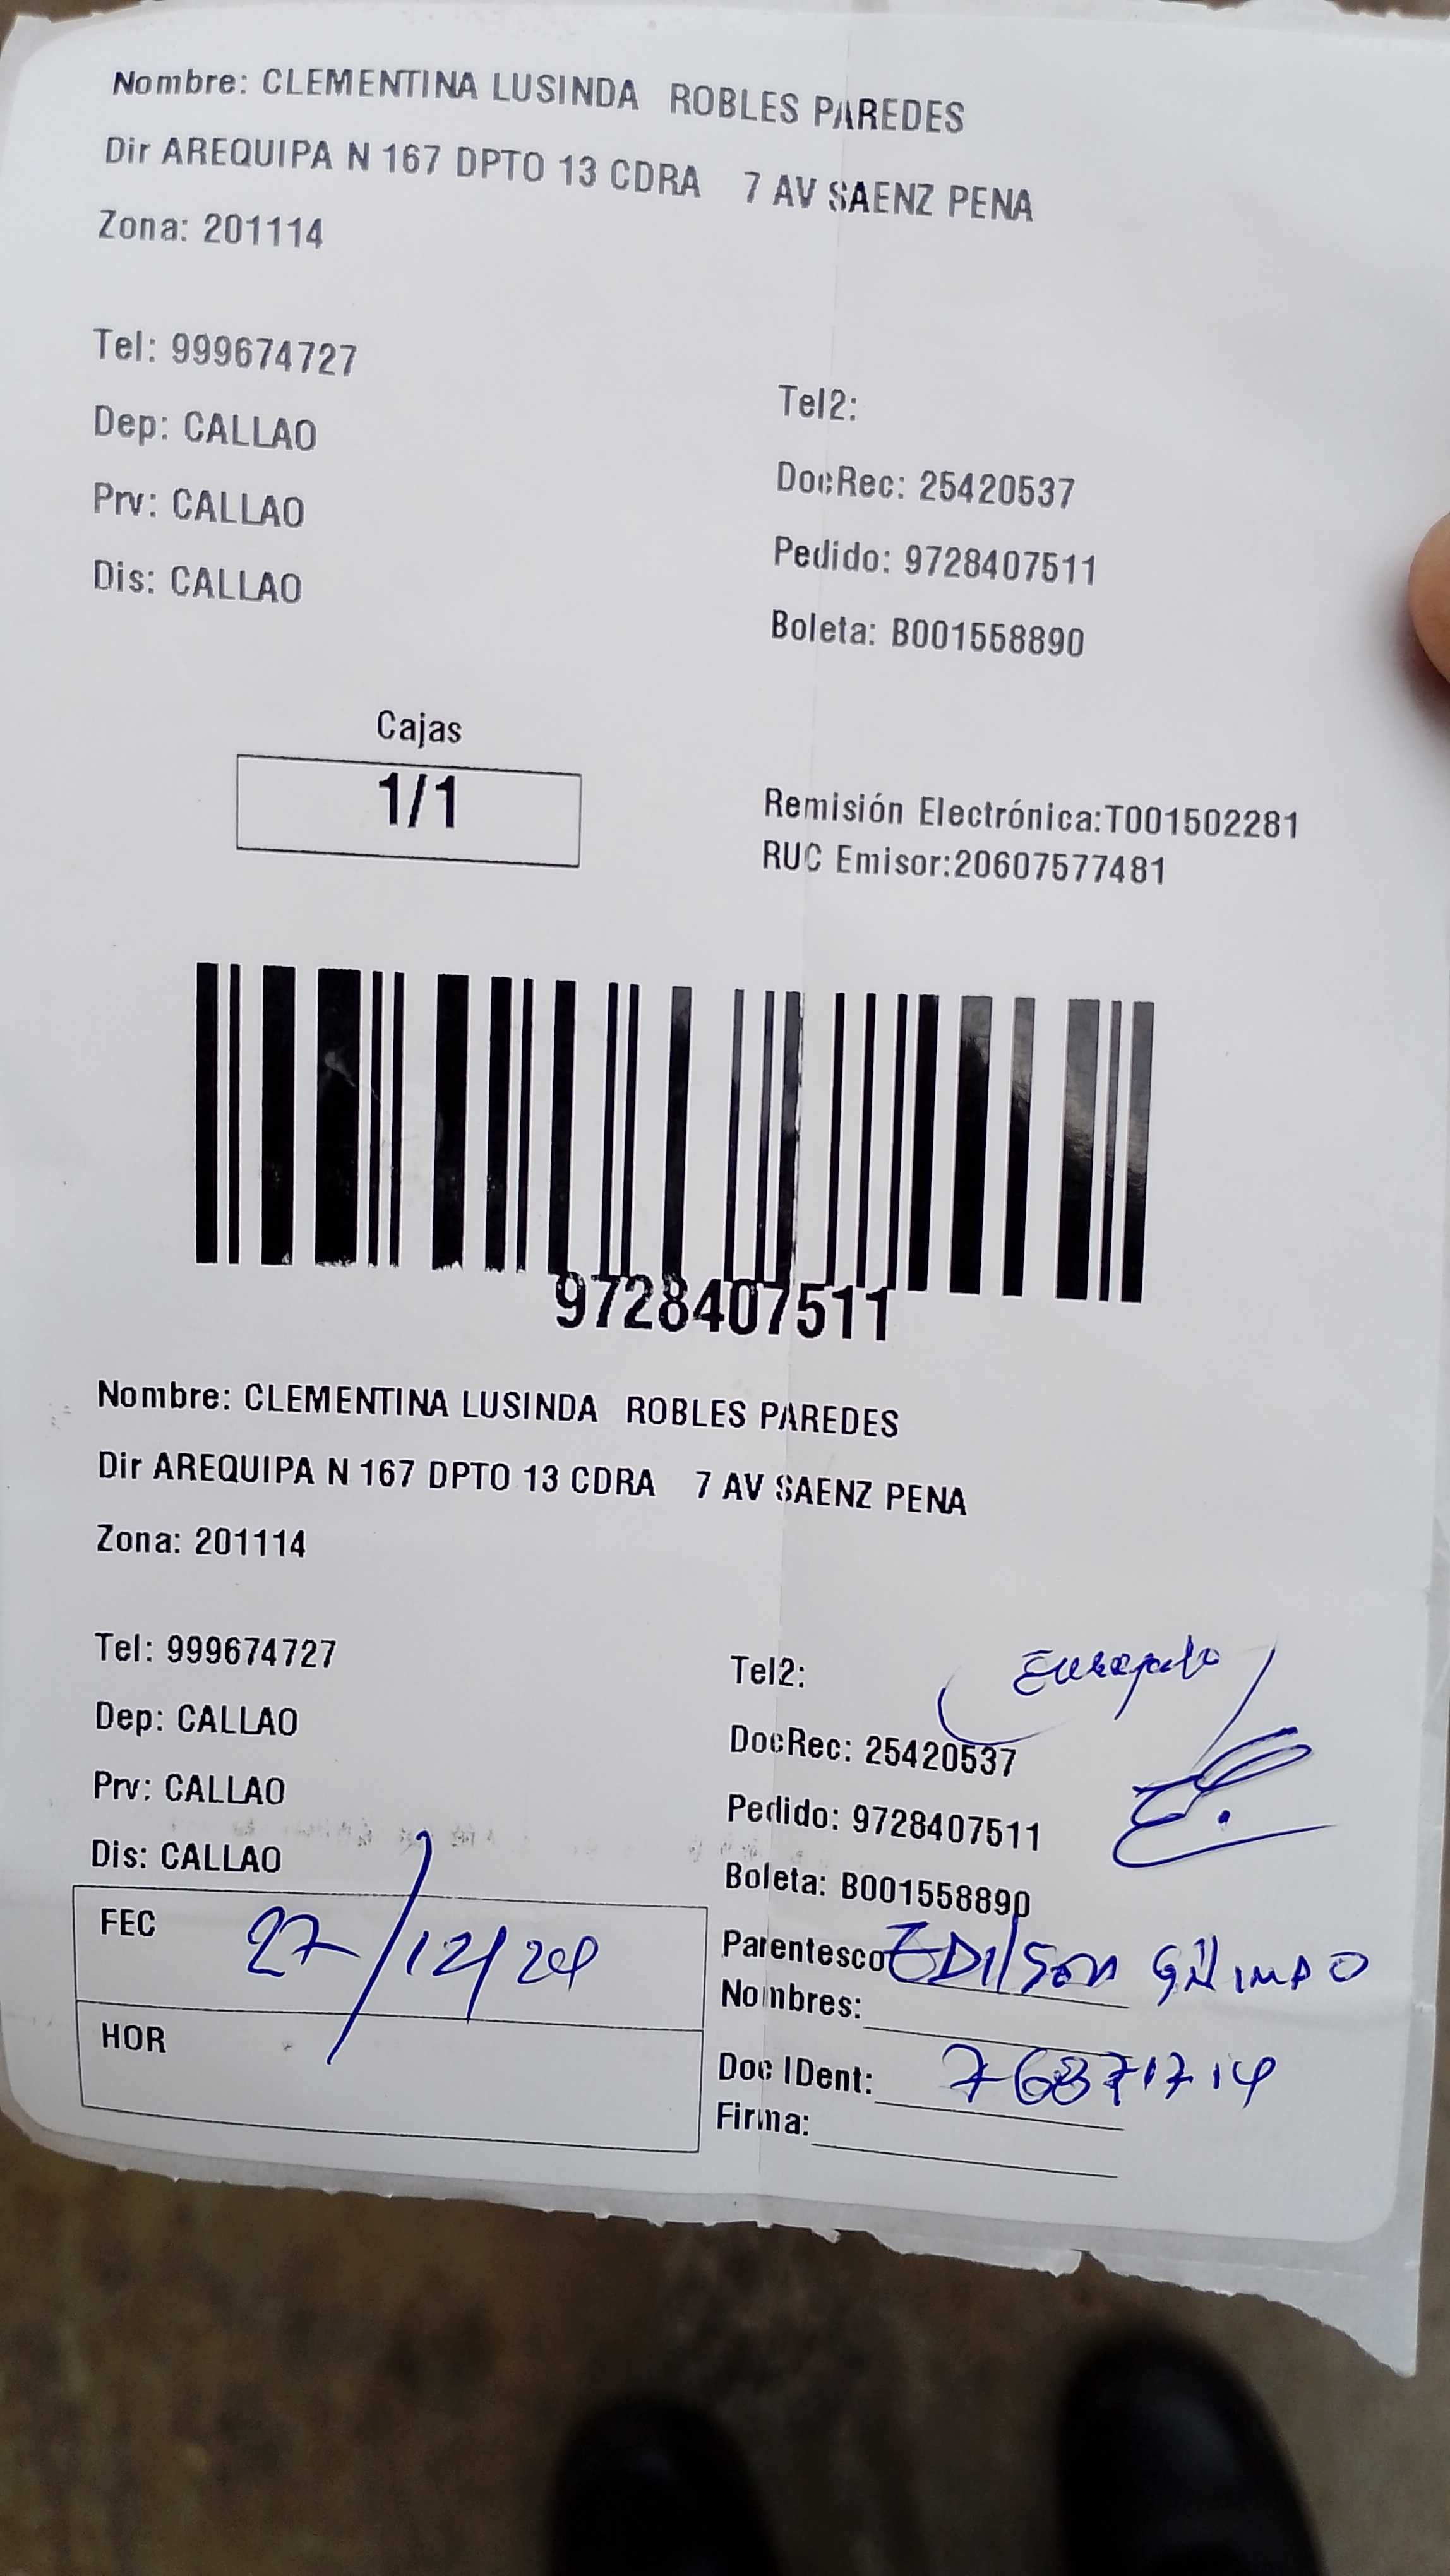 Nombre: CLEMENTINA LUSINDA ROBLES PAREDES
Dir AREQUIPA N 167 DPTO 13 CDRA 7 AV SAENZ PENA
Zona: 201114
Tel: 999674727
Tel2:
Dep: CALLAO
DocRec: 25420537
Prv: CALLAO
Pedido: 9728407511
Dis: CALLAO
Boleta: B001558890
Cajas
1/1
Remisión Electrónica:T001502281
RUC Emisor:20607577481
9728407511
Nombre: CLEMENTINA LUSINDA ROBLES PAREDES
Dir AREQUIPA N 167 DPTO 13 CDRA 7 AV SAENZ PENA
Zona: 201114
Tel: 999674727
Tel2:
Dep: CALLAO
DocRec: 25420537
Prv: CALLAO
Pedido: 9728407511
Dis: CALLAO
Boleta: B001558890
FEC 27/12/24
Parentesco EDILSON
Nombres:
HOR
Doc IDent: 76871714
Firma: